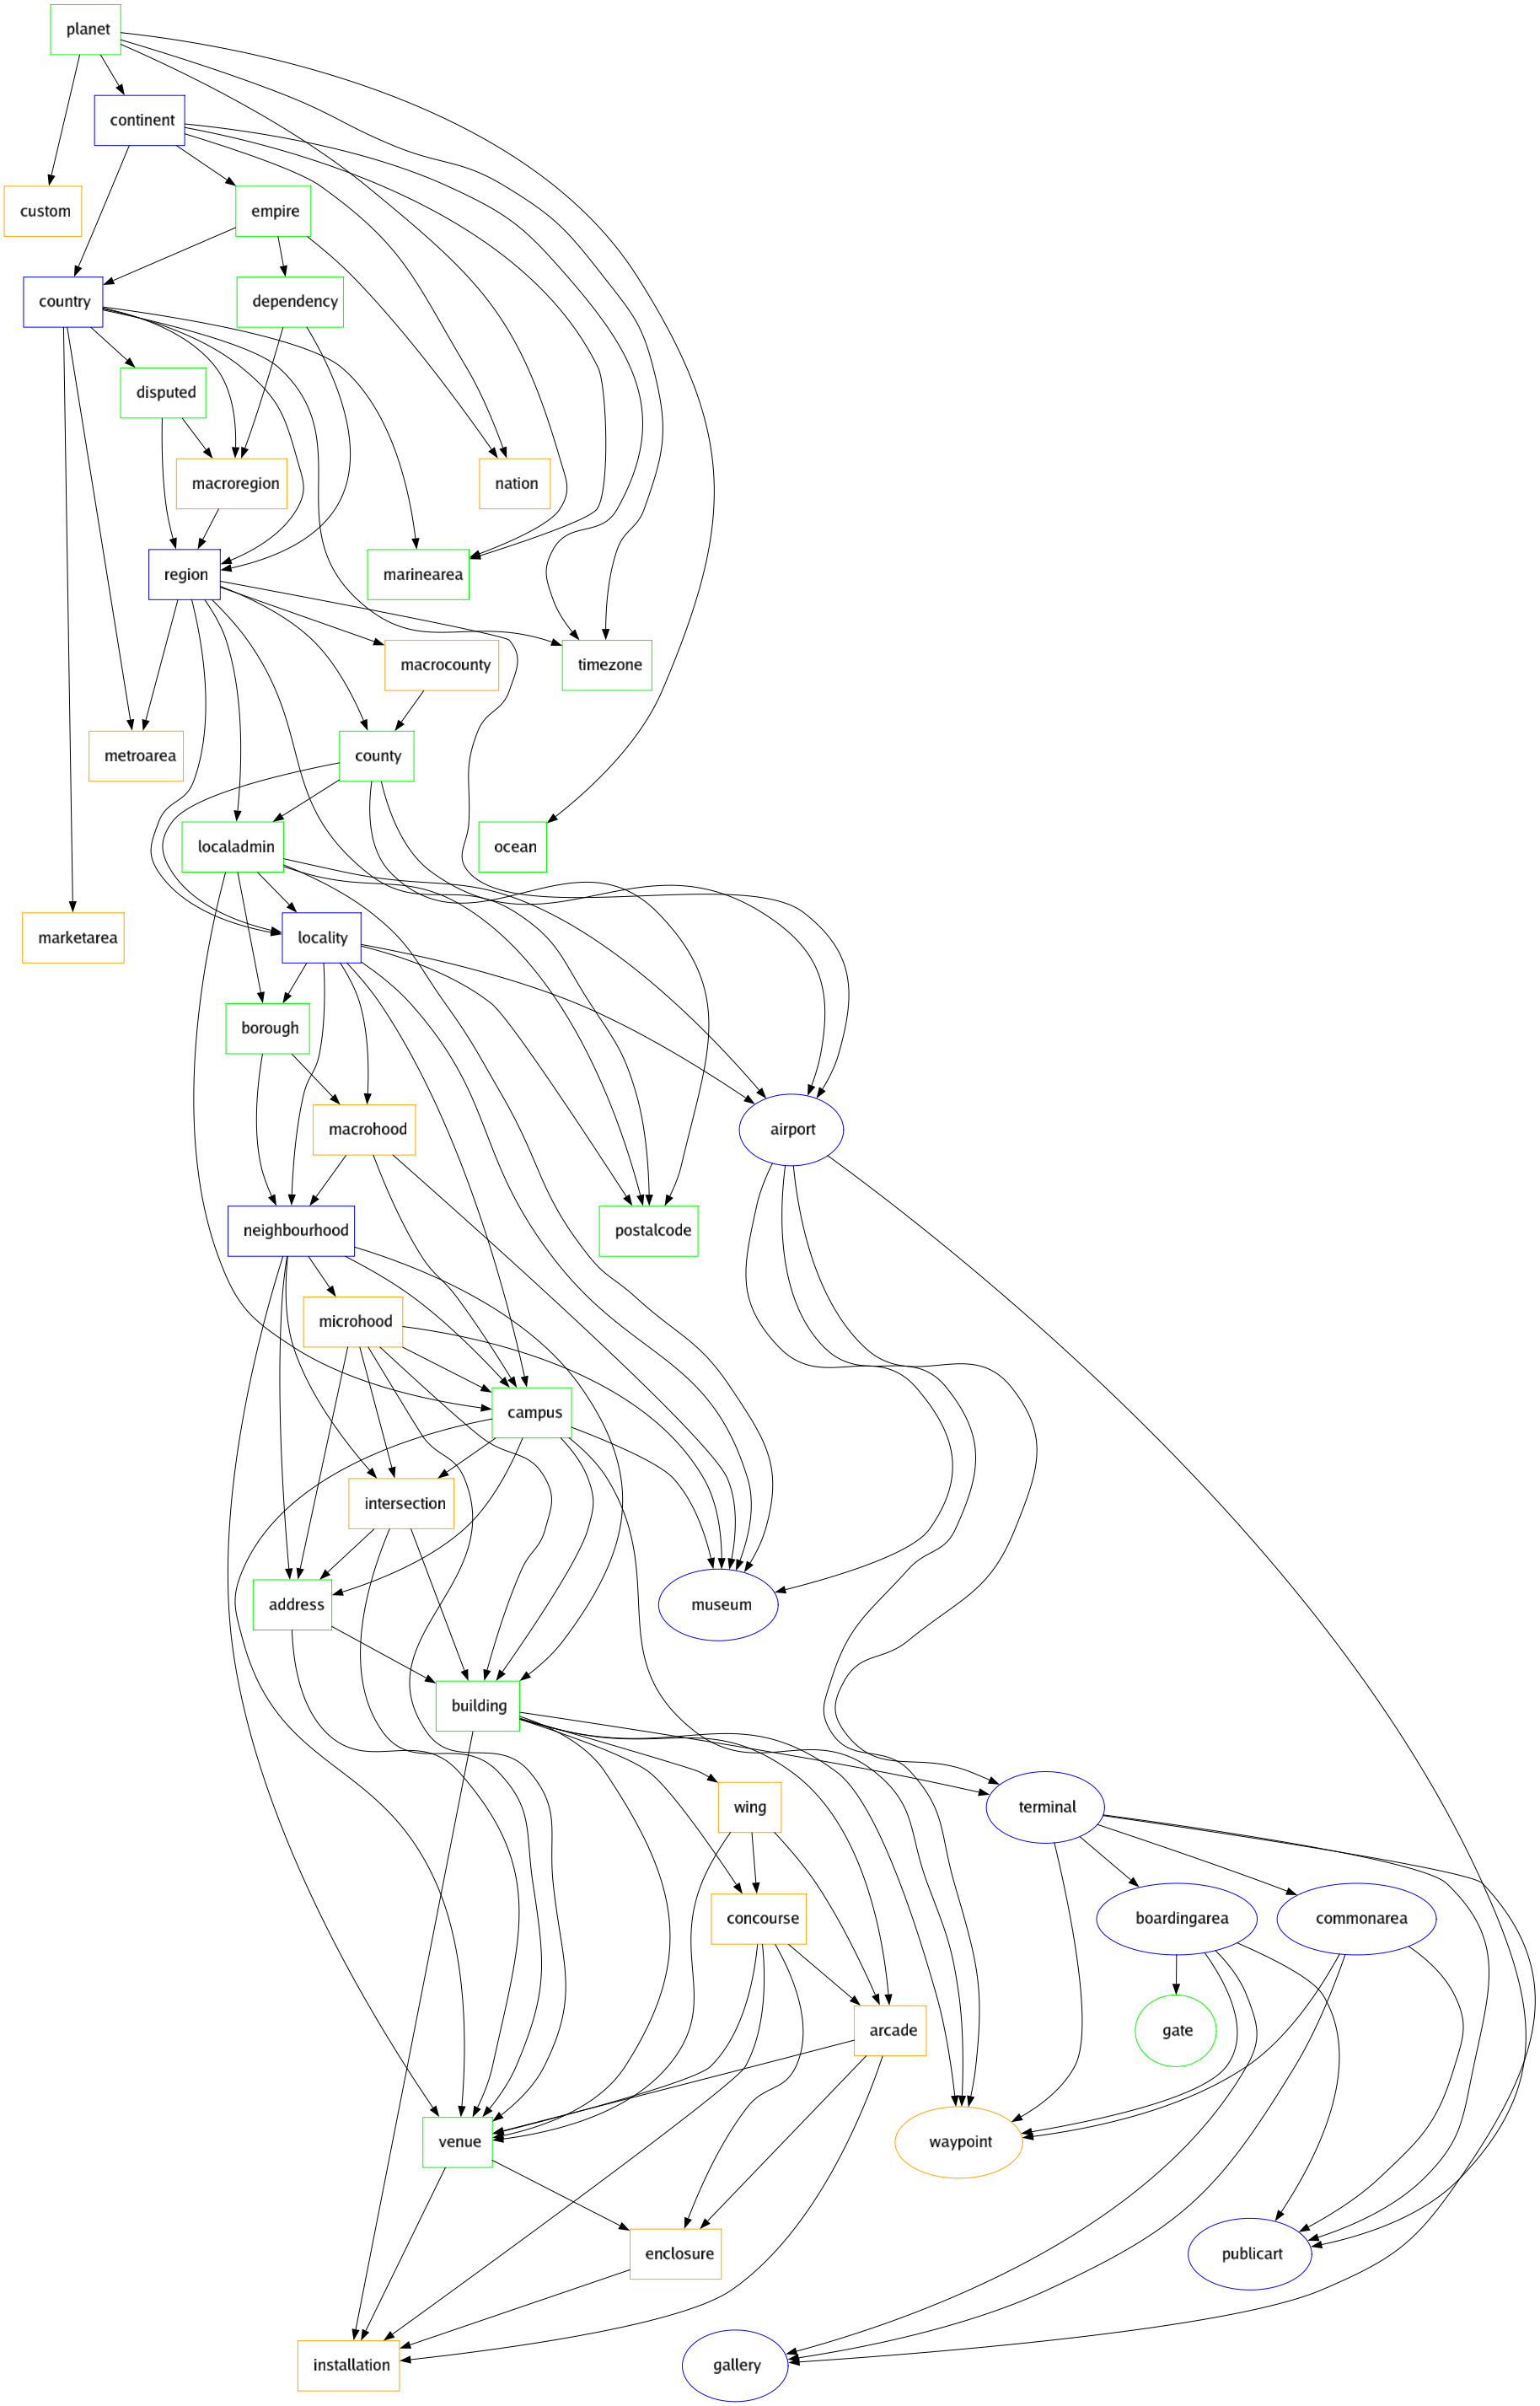 planet
continent
custom
empire
country
dependency
disputed
macroregion
nation
region
marinearea
macrocounty
timezone
metroarea
county
localadmin
ocean
marketarea
locality
borough
macrohood
airport
neighbourhood
postalcode
microhood
campus
intersection
address
museum
building
wing
terminal
concourse
boardingarea
commonarea
arcade
gate
venue
waypoint
enclosure
publicart
installation
gallery